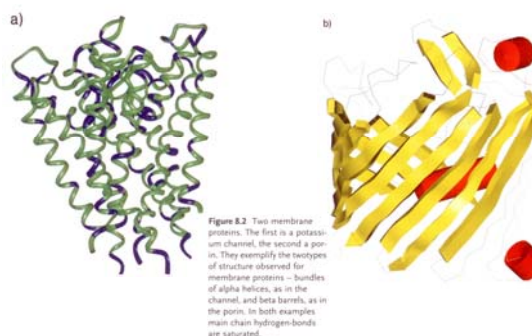 a)
b)
Figure 8.2 Two membrane
proteins. The first is a potassi-
um channel, the second a por-
in. They exemplify the twotypes
of structure observed for
membrane proteins – bundles
of alpha helices, as in the
channel, and beta barrels, as in
the porin. In both examples
main chain hydrogen-bonds
are saturated.